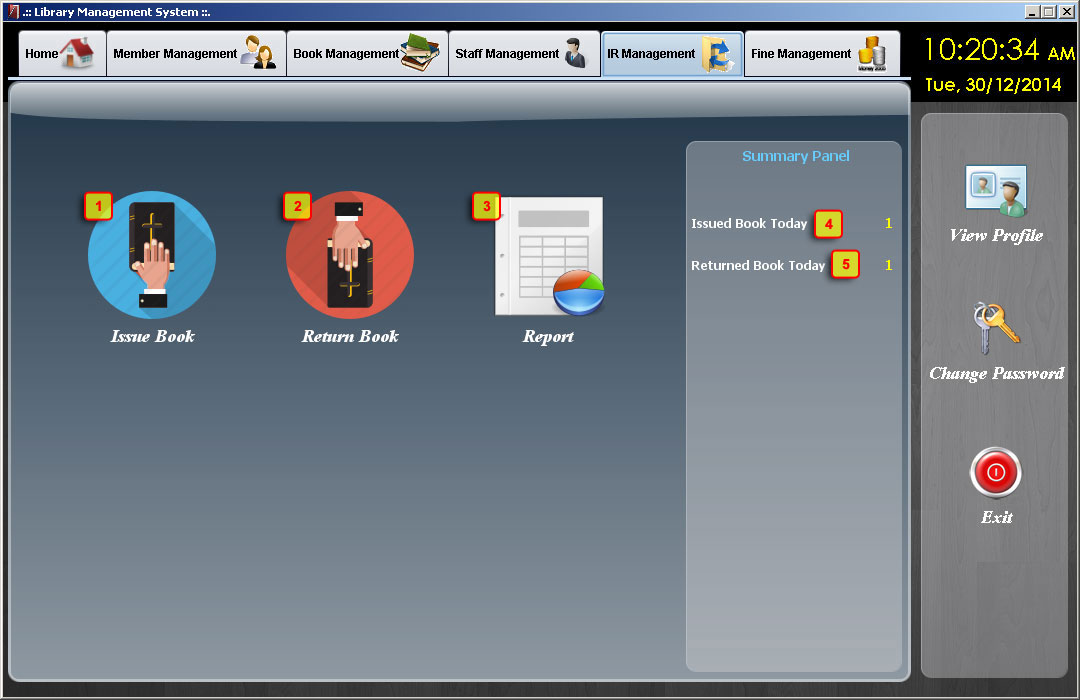 .:: Library Management System ::.
Home
Member Management
Book Management
Staff Management
IR Management
Fine Management
10:20:34 AM
Tue, 30/12/2014
1
Issue Book
2
Return Book
3
Report
Summary Panel
Issued Book Today 4 1
Returned Book Today 5 1
View Profile
Change Password
Exit